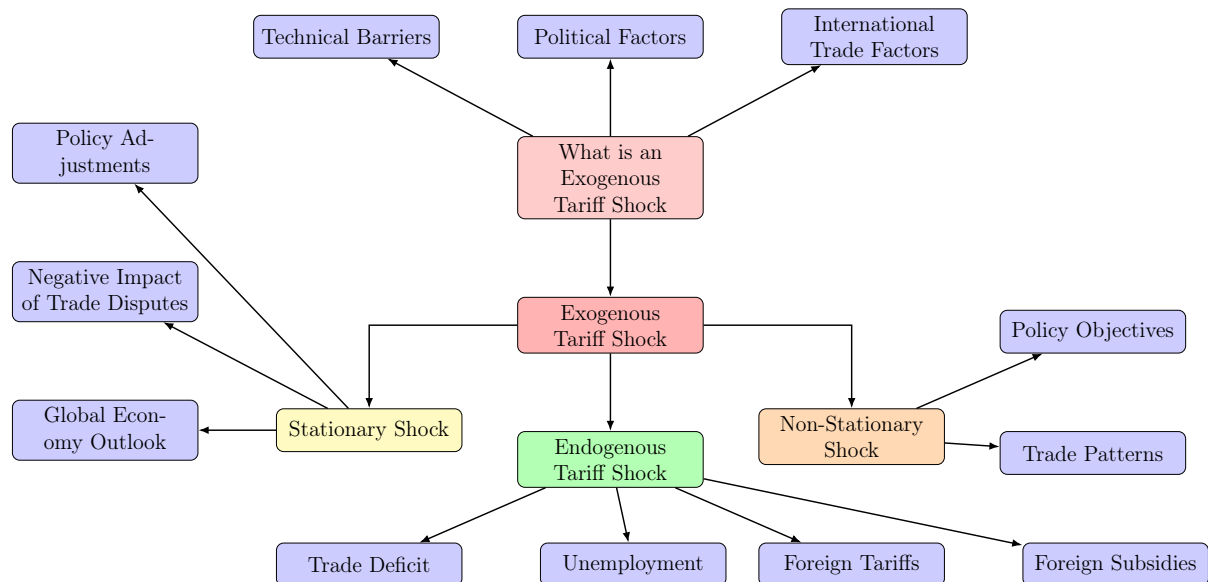 Technical Barriers
Political Factors
International
Trade Factors
Policy Ad-
justments
What is an
Exogenous
Tariff Shock
Negative Impact
of Trade Disputes
Exogenous
Tariff Shock
Policy Objectives
Global Econ-
omy Outlook
Stationary Shock
Non-Stationary
Shock
Endogenous
Tariff Shock
Trade Patterns
Trade Deficit
Unemployment
Foreign Tariffs
Foreign Subsidies